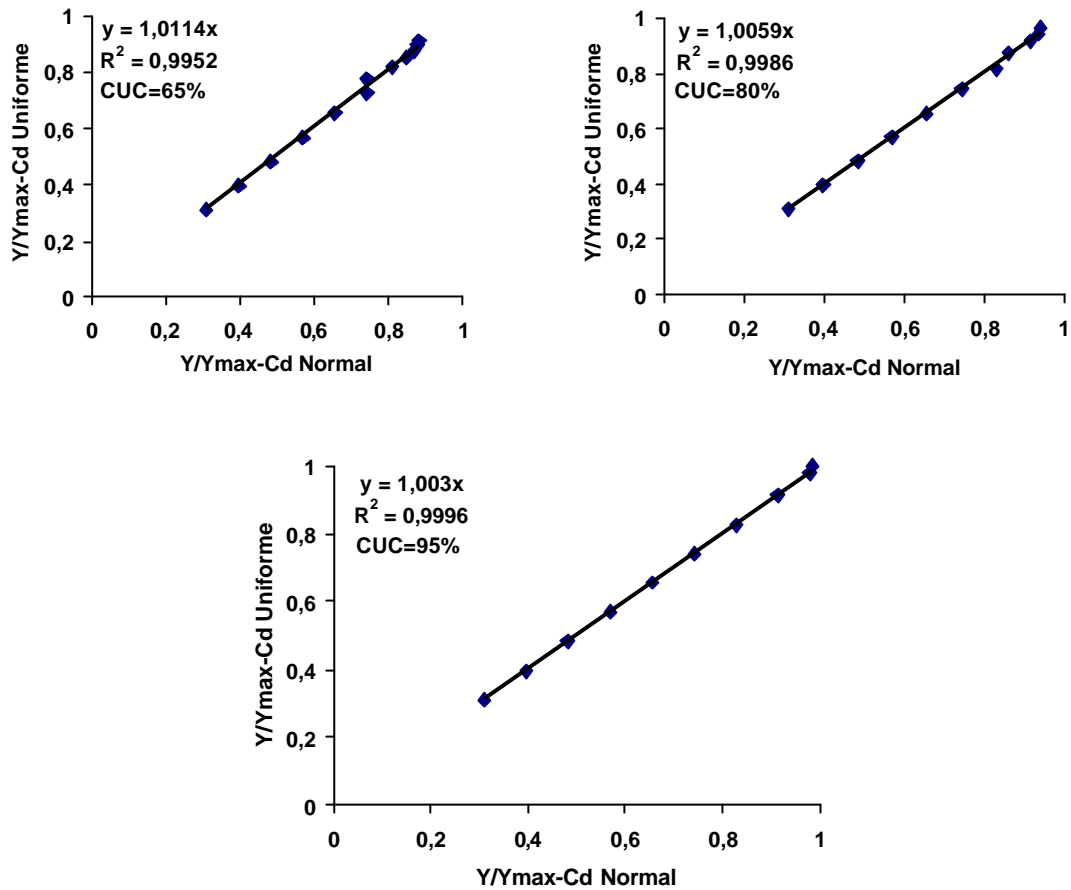 y = 1,0114x
R² = 0,9952
CUC=65%
1
0,8
0,6
0,4
0,2
0
Y/Ymax-Cd Uniforme
0 0,2 0,4 0,6 0,8 1
Y/Ymax-Cd Normal
y = 1,0059x
R² = 0,9986
CUC=80%
1
0,8
0,6
0,4
0,2
0
Y/Ymax-Cd Uniforme
0 0,2 0,4 0,6 0,8 1
Y/Ymax-Cd Normal
y = 1,003x
R² = 0,9996
CUC=95%
1
0,8
0,6
0,4
0,2
0
Y/Ymax-Cd Uniforme
0 0,2 0,4 0,6 0,8 1
Y/Ymax-Cd Normal